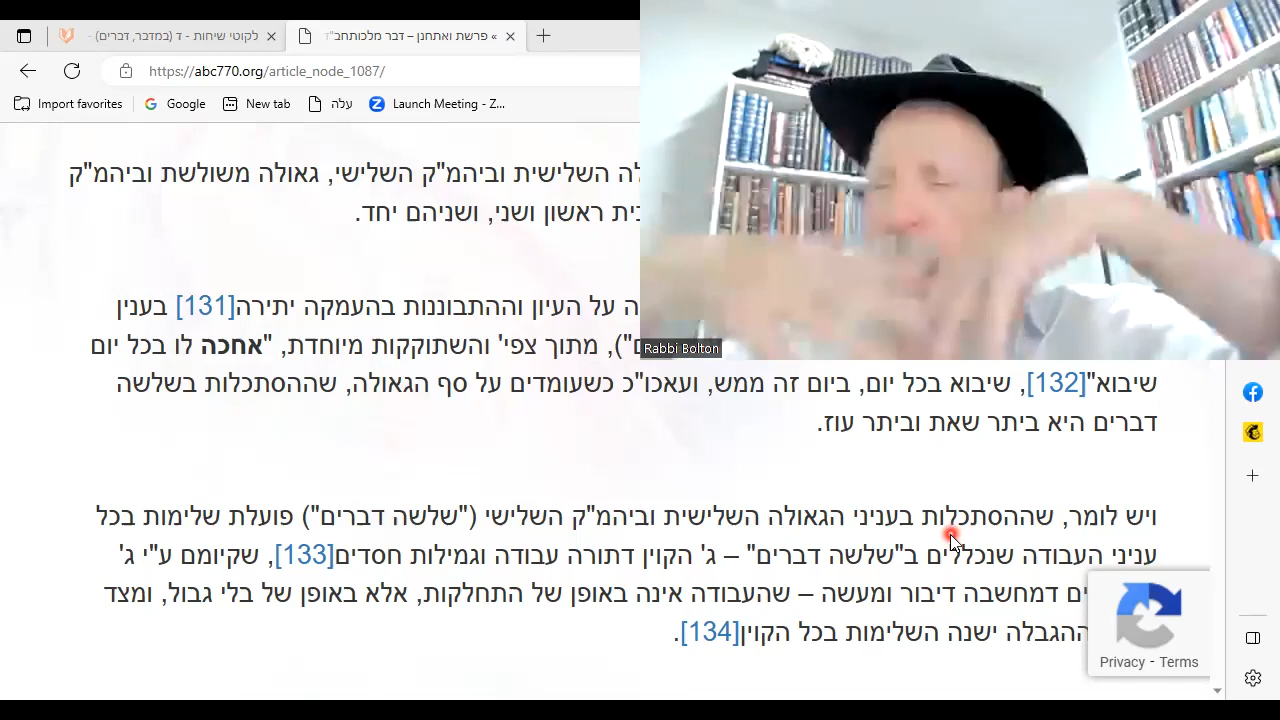 לקוטי שיחות - ד (במדבר, דברים) -
» פרשת ואתחנן – דבר מלכותתב"ד
https://abc770.org/article_node_1087/
Import favorites Google New tab עלה Launch Meeting - Z...
לה השלישית וביהמ"ק השלישי, גאולה משולשת וביהמ"ק
ית ראשון ושני, ושניהם יחד.
Rabbi Bolton
ה על העיון וההתבוננות בהעמקה יתירה[131] בענין
ם"), מתוך צפי' והשתוקקות מיוחדת, "אחכה לו בכל יום
שיבוא"[132], שיבוא בכל יום, ביום זה ממש, ועאכו"כ כשעומדים על סף הגאולה, שההסתכלות בשלשה
דברים היא ביתר שאת וביתר עוז.
ויש לומר, שההסתכלות בעניני הגאולה השלישית וביהמ"ק השלישי ("שלשה דברים") פועלת שלימות בכל
עניני העבודה שנכללים ב"שלשה דברים" – ג' הקוין דתורה עבודה וגמילות חסדים[133], שקיומם ע"י ג'
ים דמחשבה דיבור ומעשה – שהעבודה אינה באופן של התחלקות, אלא באופן של בלי גבול, ומצד
ההגבלה ישנה השלימות בכל הקוין[134].
Privacy - Terms